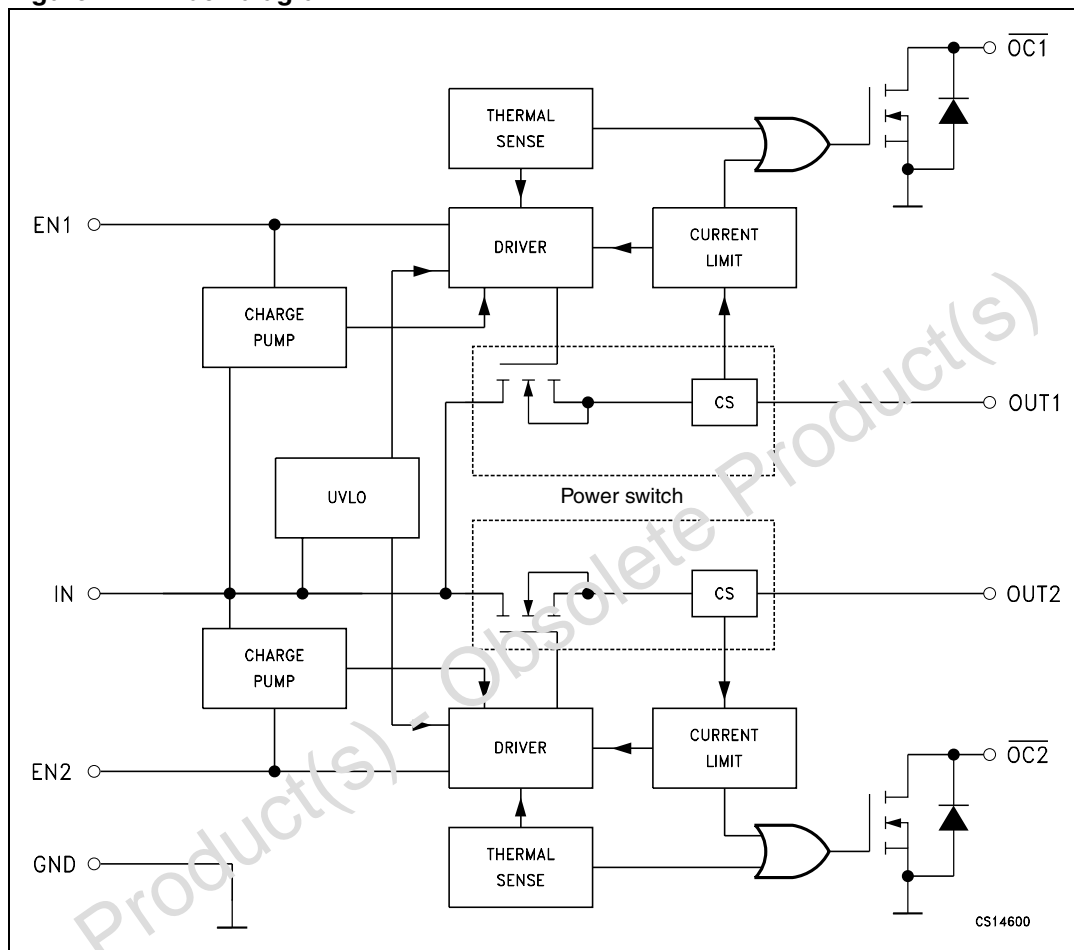 OC1
THERMAL
SENSE
EN1
DRIVER
CURRENT
LIMIT
CHARGE
PUMP
CS
OUT1
UVLO
Power switch
IN
CS
OUT2
CHARGE
PUMP
DRIVER
CURRENT
LIMIT
OC2
EN2
THERMAL
SENSE
GND
CS14600
Product(s) - Obsolete Product(s)